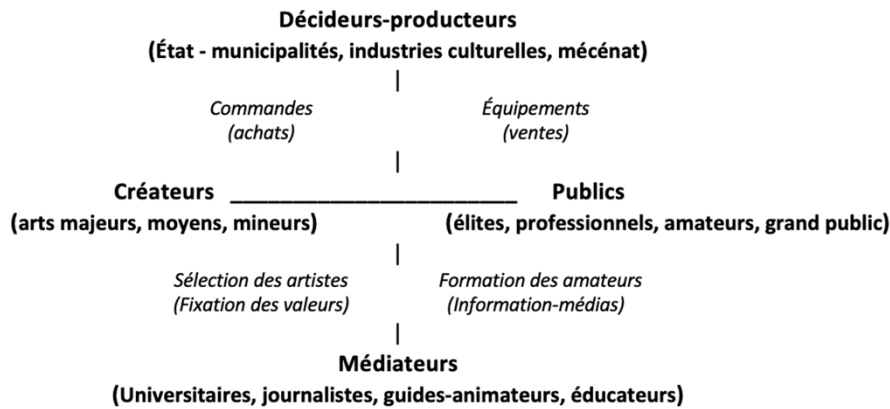 Décideurs-producteurs
(État - municipalités, industries culturelles, mécénat)
|
Commandes Équipements
(achats) (ventes)
|
Créateurs _______________________ Publics
(arts majeurs, moyens, mineurs) (élites, professionnels, amateurs, grand public)
|
Sélection des artistes Formation des amateurs
(Fixation des valeurs) (Information-médias)
|
Médiateurs
(Universitaires, journalistes, guides-animateurs, éducateurs)